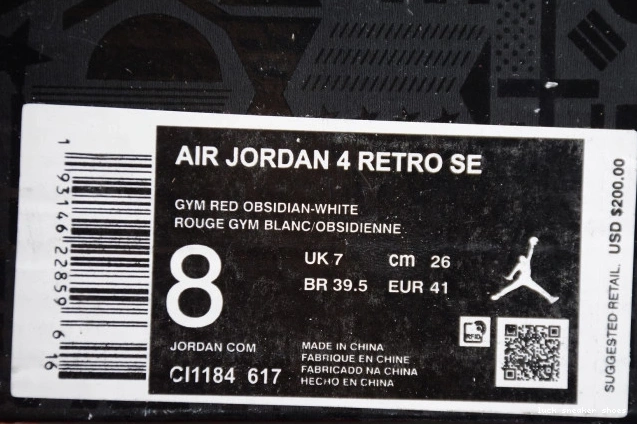 AIR JORDAN 4 RETRO SE
GYM RED OBSIDIAN-WHITE
ROUGE GYM BLANC/OBSIDIENNE
8
UK 7 cm 26
BR 39.5 EUR 41
JORDAN COM
CI1184 617
MADE IN CHINA
FABRIQUE EN CHINE
FABRICADO NA CHINA
HECHO EN CHINA
1 93146 22859 6 16
SUGGESTED RETAIL. USD $200.00